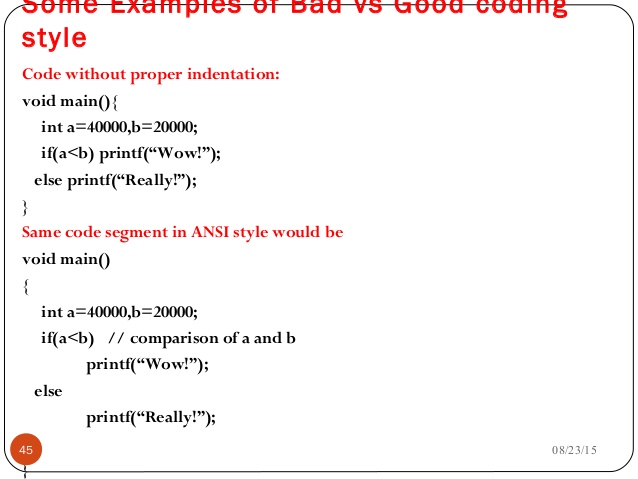 Some Examples of Bad vs Good coding
style
Code without proper indentation:
void main(){
int a=40000,b=20000;
if(a<b) printf(“Wow!”);
else printf(“Really!”);
}
Same code segment in ANSI style would be
void main()
{
int a=40000,b=20000;
if(a<b) // comparison of a and b
printf(“Wow!”);
else
printf(“Really!”);
45 08/23/15
}